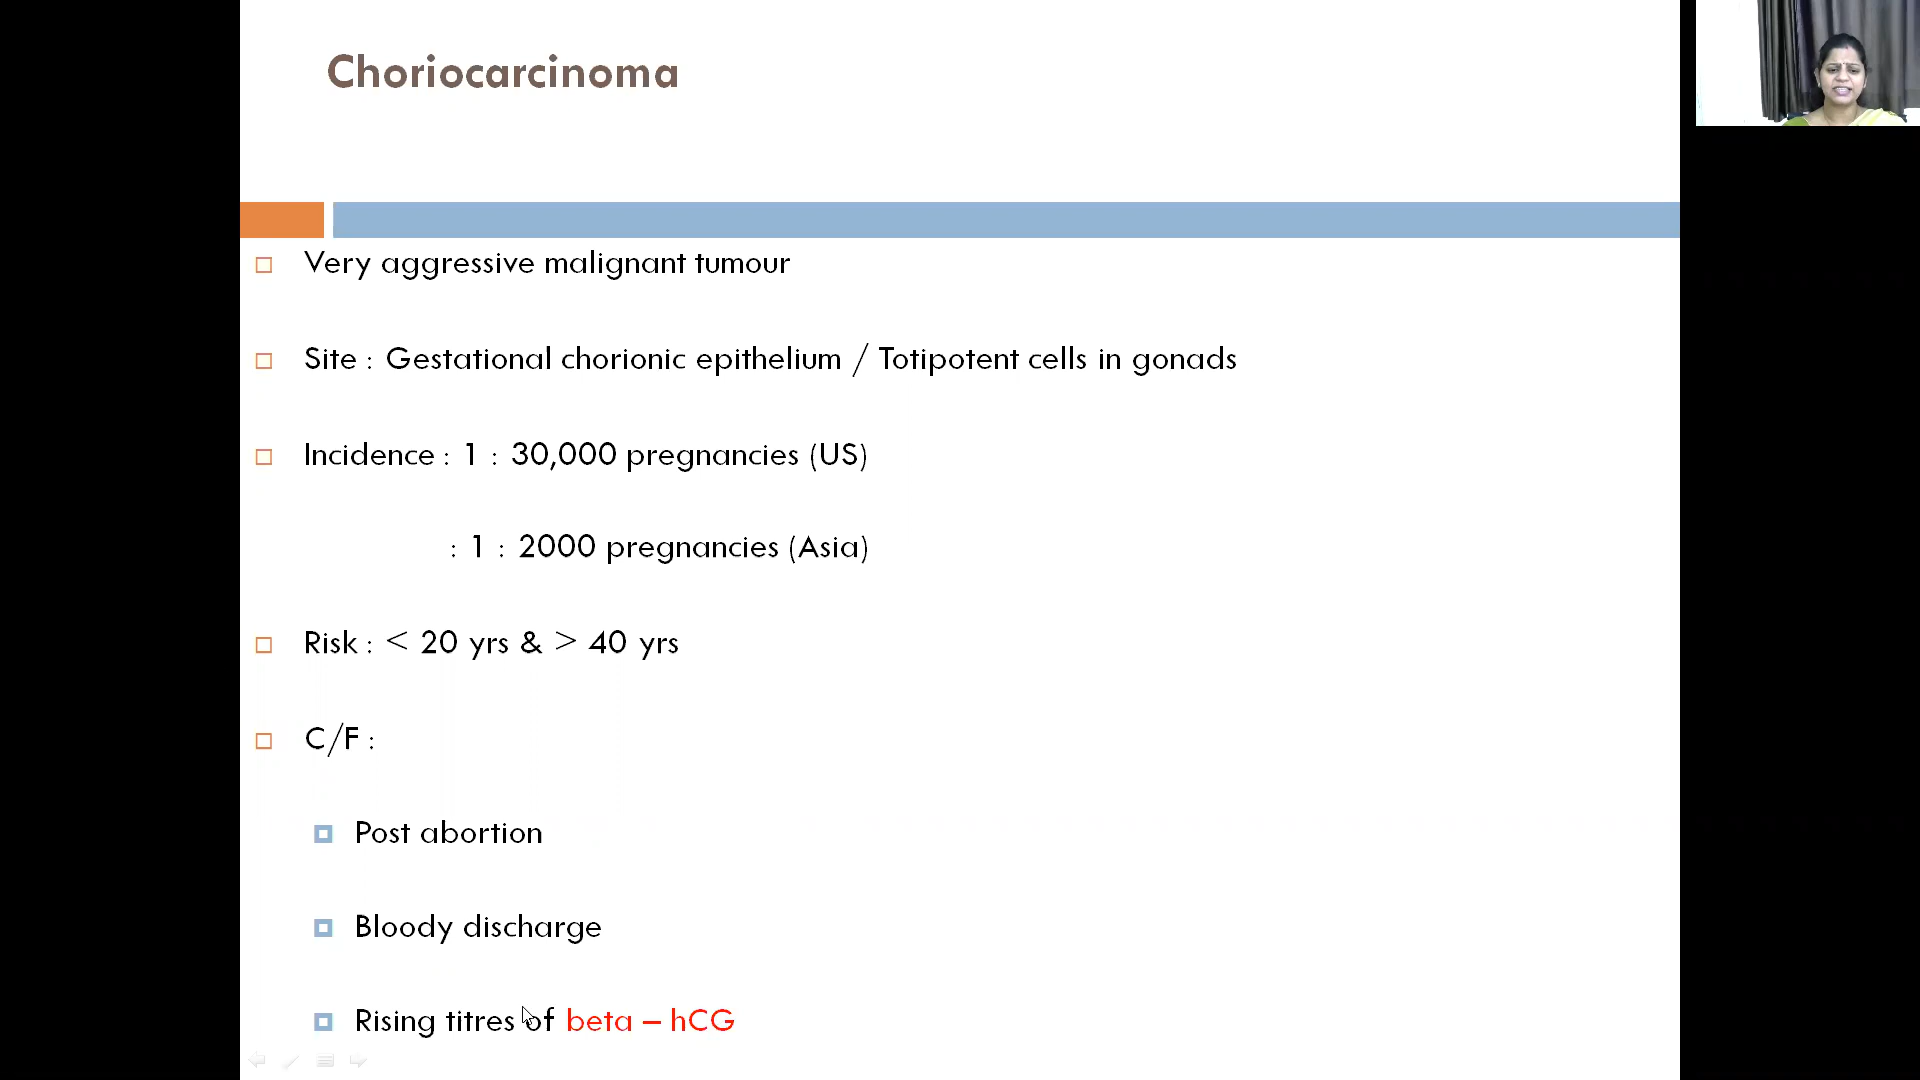 Choriocarcinoma
Very aggressive malignant tumour
Site : Gestational chorionic epithelium / Totipotent cells in gonads
Incidence : 1 : 30,000 pregnancies (US)
: 1 : 2000 pregnancies (Asia)
Risk : < 20 yrs & > 40 yrs
C/F :
Post abortion
Bloody discharge
Rising titres of beta – hCG